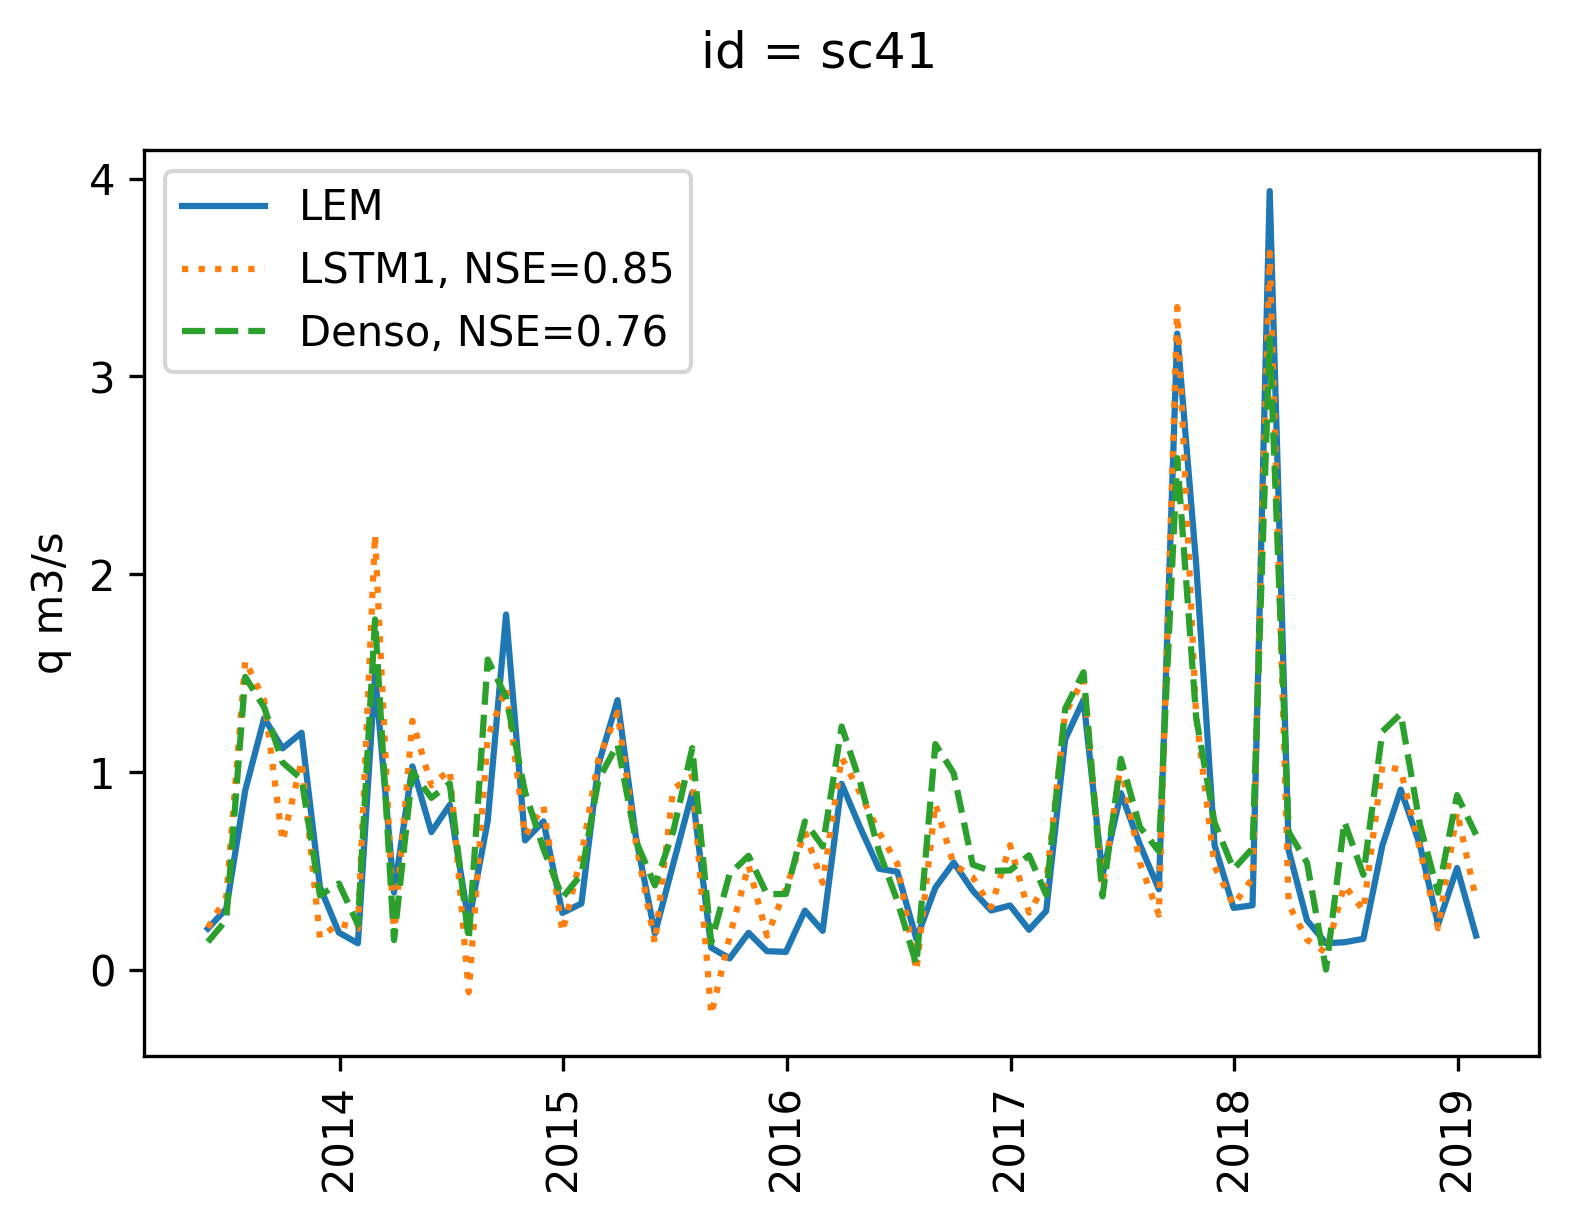 id = sc41
4
3
2
1
0
q m3/s
LEM
LSTM1, NSE=0.85
Denso, NSE=0.76
2014
2015
2016
2017
2018
2019